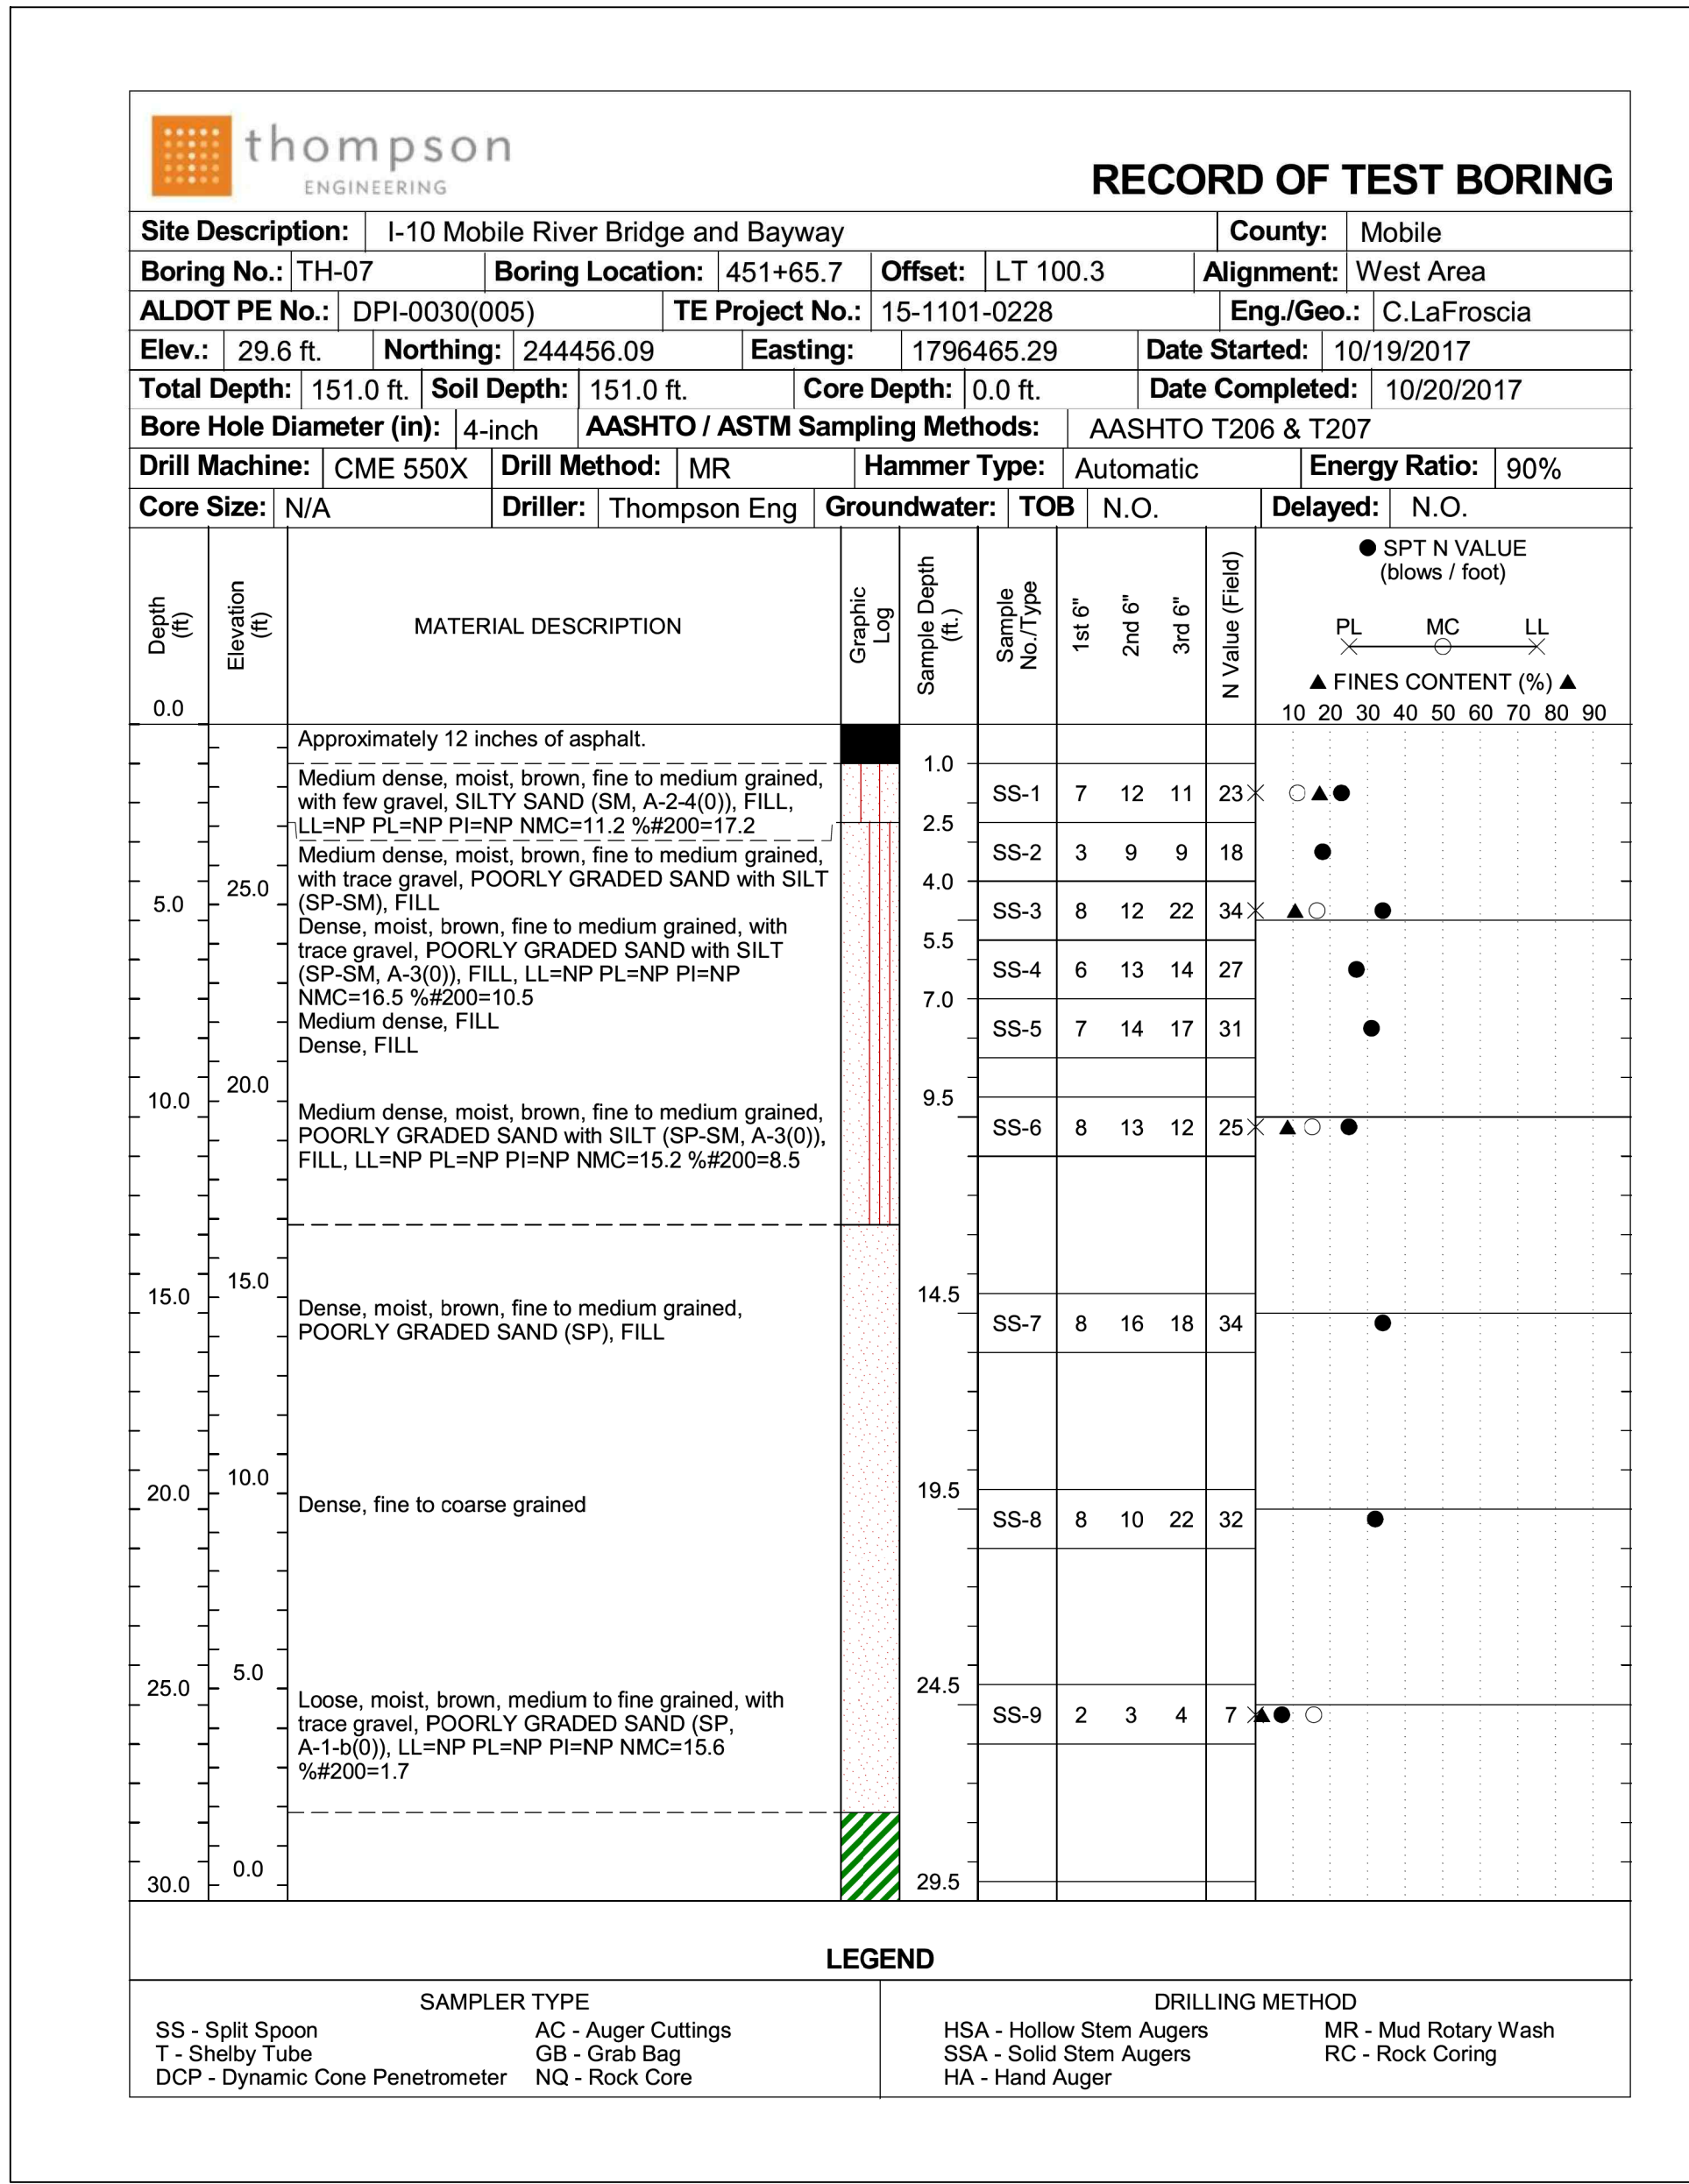 thompson
ENGINEERING
RECORD OF TEST BORING
Site Description: I-10 Mobile River Bridge and Bayway County: Mobile
Boring No.: TH-07 Boring Location: 451+65.7 Offset: LT 100.3 Alignment: West Area
ALDOT PE No.: DPI-0030(005) TE Project No.: 15-1101-0228 Eng./Geo.: C.LaFroscia
Elev.: 29.6 ft. Northing: 244456.09 Easting: 1796465.29 Date Started: 10/19/2017
Total Depth: 151.0 ft. Soil Depth: 151.0 ft. Core Depth: 0.0 ft. Date Completed: 10/20/2017
Bore Hole Diameter (in): 4-inch AASHTO / ASTM Sampling Methods: AASHTO T206 & T207
Drill Machine: CME 550X Drill Method: MR Hammer Type: Automatic Energy Ratio: 90%
Core Size: N/A Driller: Thompson Eng Groundwater: TOB N.O. Delayed: N.O.
Depth (ft)
Elevation (ft)
MATERIAL DESCRIPTION
Graphic Log
Sample Depth (ft.)
Sample No./Type
1st 6"
2nd 6"
3rd 6"
N Value (Field)
● SPT N VALUE
(blows / foot)
PL MC LL
▲ FINES CONTENT (%) ▲
10 20 30 40 50 60 70 80 90
0.0
Approximately 12 inches of asphalt.
1.0
Medium dense, moist, brown, fine to medium grained,
with few gravel, SILTY SAND (SM, A-2-4(0)), FILL,
LL=NP PL=NP PI=NP NMC=11.2 %#200=17.2
SS-1 7 12 11 23
2.5
Medium dense, moist, brown, fine to medium grained,
with trace gravel, POORLY GRADED SAND with SILT
(SP-SM), FILL
SS-2 3 9 9 18
4.0
25.0
5.0
Dense, moist, brown, fine to medium grained, with
trace gravel, POORLY GRADED SAND with SILT
(SP-SM, A-3(0)), FILL, LL=NP PL=NP PI=NP
NMC=16.5 %#200=10.5
SS-3 8 12 22 34
5.5
Medium dense, FILL
SS-4 6 13 14 27
7.0
Dense, FILL
SS-5 7 14 17 31
20.0
10.0
9.5
Medium dense, moist, brown, fine to medium grained,
POORLY GRADED SAND with SILT (SP-SM, A-3(0)),
FILL, LL=NP PL=NP PI=NP NMC=15.2 %#200=8.5
SS-6 8 13 12 25
15.0
15.0
14.5
Dense, moist, brown, fine to medium grained,
POORLY GRADED SAND (SP), FILL
SS-7 8 16 18 34
10.0
20.0
19.5
Dense, fine to coarse grained
SS-8 8 10 22 32
5.0
25.0
24.5
Loose, moist, brown, medium to fine grained, with
trace gravel, POORLY GRADED SAND (SP,
A-1-b(0)), LL=NP PL=NP PI=NP NMC=15.6
%#200=1.7
SS-9 2 3 4 7
0.0
30.0
29.5
LEGEND
SAMPLER TYPE
SS - Split Spoon AC - Auger Cuttings
T - Shelby Tube GB - Grab Bag
DCP - Dynamic Cone Penetrometer NQ - Rock Core
DRILLING METHOD
HSA - Hollow Stem Augers MR - Mud Rotary Wash
SSA - Solid Stem Augers RC - Rock Coring
HA - Hand Auger